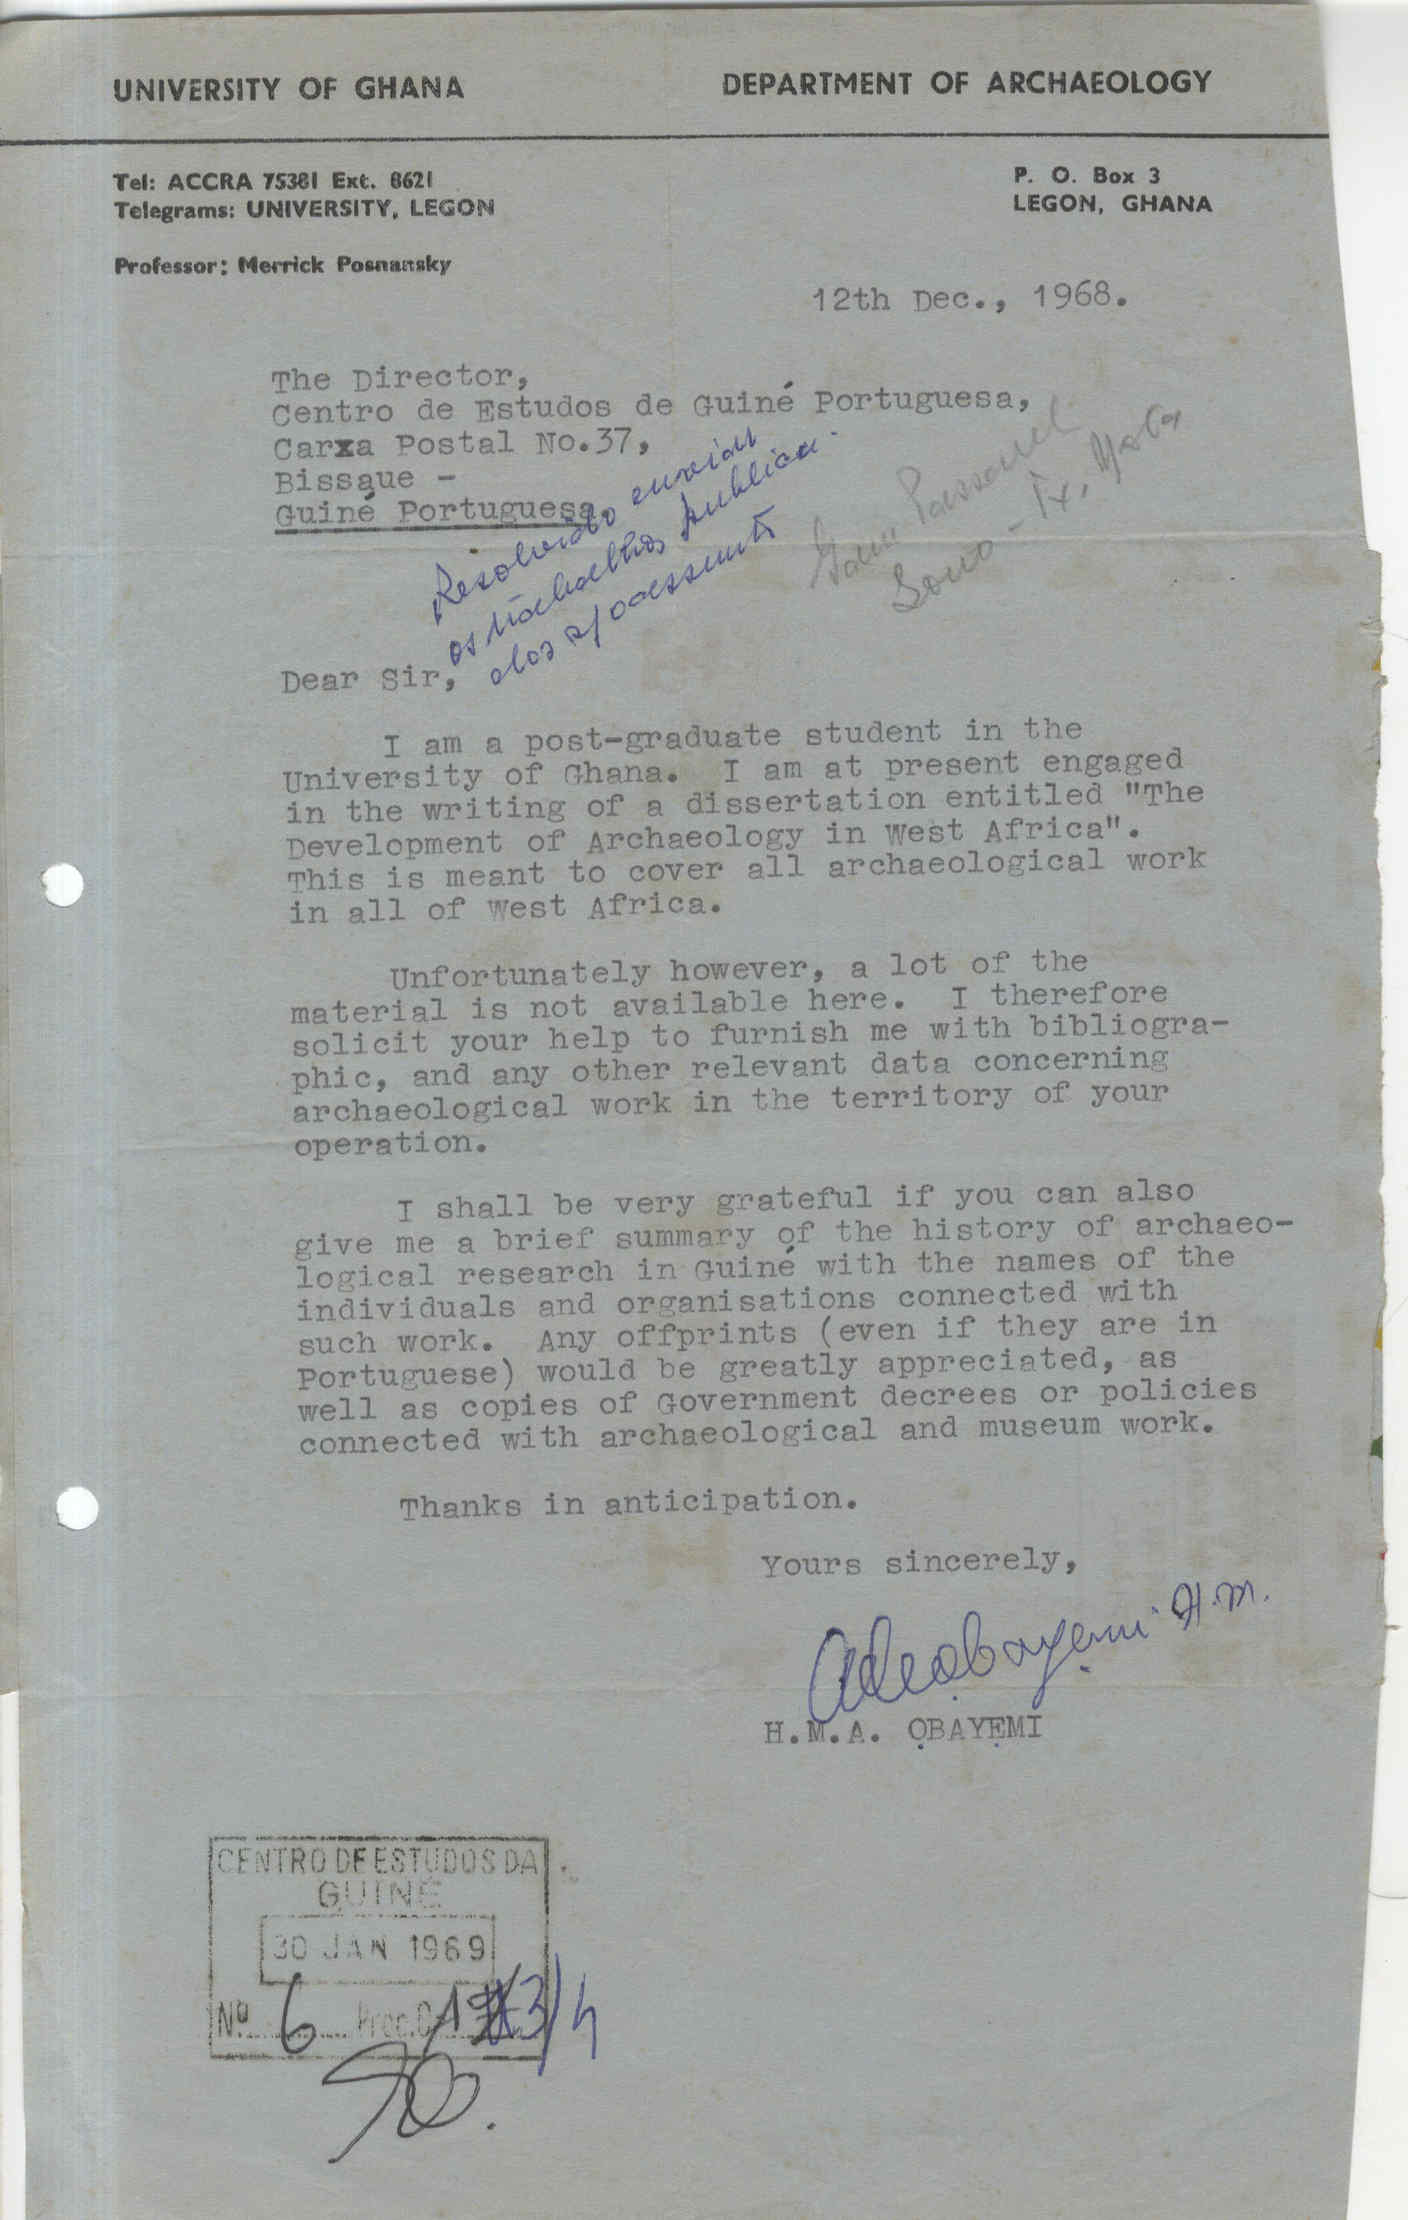 UNIVERSITY OF GHANA
DEPARTMENT OF ARCHAEOLOGY
Tel: ACCRA 75381 Ext. 8621
Telegrams: UNIVERSITY, LEGON
P. O. Box 3
LEGON, GHANA
Professor: Merrick Posnansky
12th Dec., 1968.
The Director,
Centro de Estudos de Guiné Portuguesa,
Carxa Postal No.37,
Bissaue -
Guiné Portuguesa.
Resolvido enviar
os trabalhos publica-
dos s/ o assunto
Dear Sir,
I am a post-graduate student in the
University of Ghana. I am at present engaged
in the writing of a dissertation entitled "The
Development of Archaeology in West Africa".
This is meant to cover all archaeological work
in all of West Africa.
Unfortunately however, a lot of the
material is not available here. I therefore
solicit your help to furnish me with bibliogra-
phic, and any other relevant data concerning
archaeological work in the territory of your
operation.
I shall be very grateful if you can also
give me a brief summary of the history of archaeo-
logical research in Guiné with the names of the
individuals and organisations connected with
such work. Any offprints (even if they are in
Portuguese) would be greatly appreciated, as
well as copies of Government decrees or policies
connected with archaeological and museum work.
Thanks in anticipation.
Yours sincerely,
H.M.
H.M.A. ỌBAYẸMI
CENTRO DE ESTUDOS DA
GUINÉ
30 JAN 1969
Nº 6 Proc.